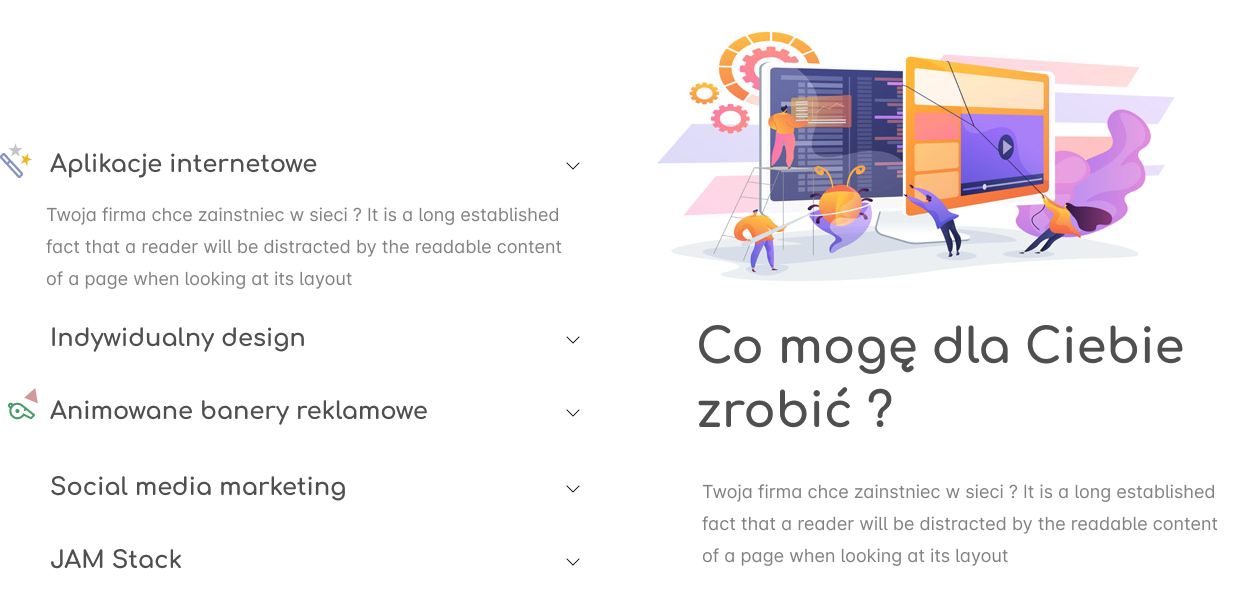 Aplikacje internetowe
Twoja firma chce zainstniec w sieci ? It is a long established
fact that a reader will be distracted by the readable content
of a page when looking at its layout
Indywidualny design
Animowane banery reklamowe
Social media marketing
JAM Stack
Co mogę dla Ciebie
zrobić ?
Twoja firma chce zainstniec w sieci ? It is a long established
fact that a reader will be distracted by the readable content
of a page when looking at its layout